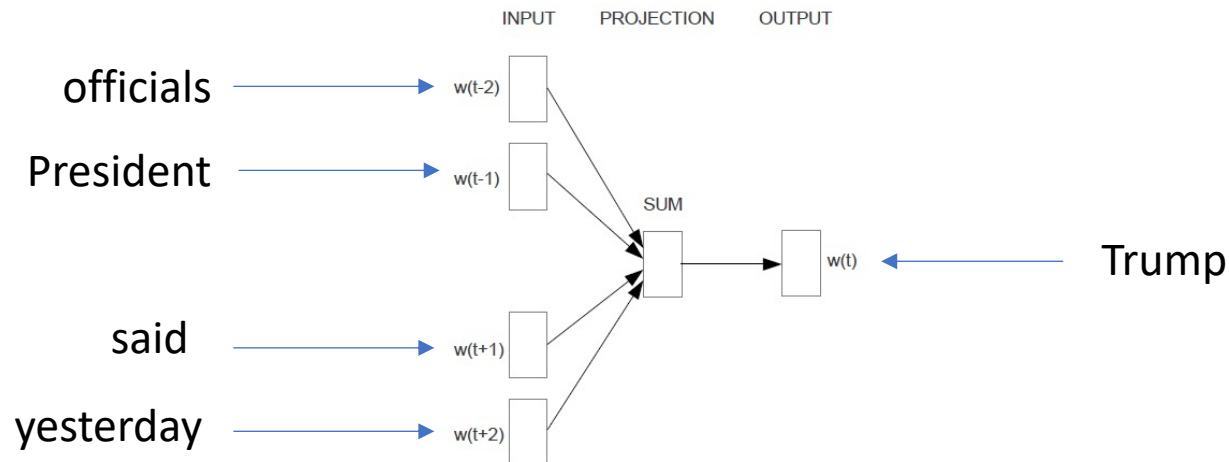 INPUT PROJECTION OUTPUT
officials w(t-2)
President w(t-1)
SUM
w(t) Trump
said w(t+1)
yesterday w(t+2)